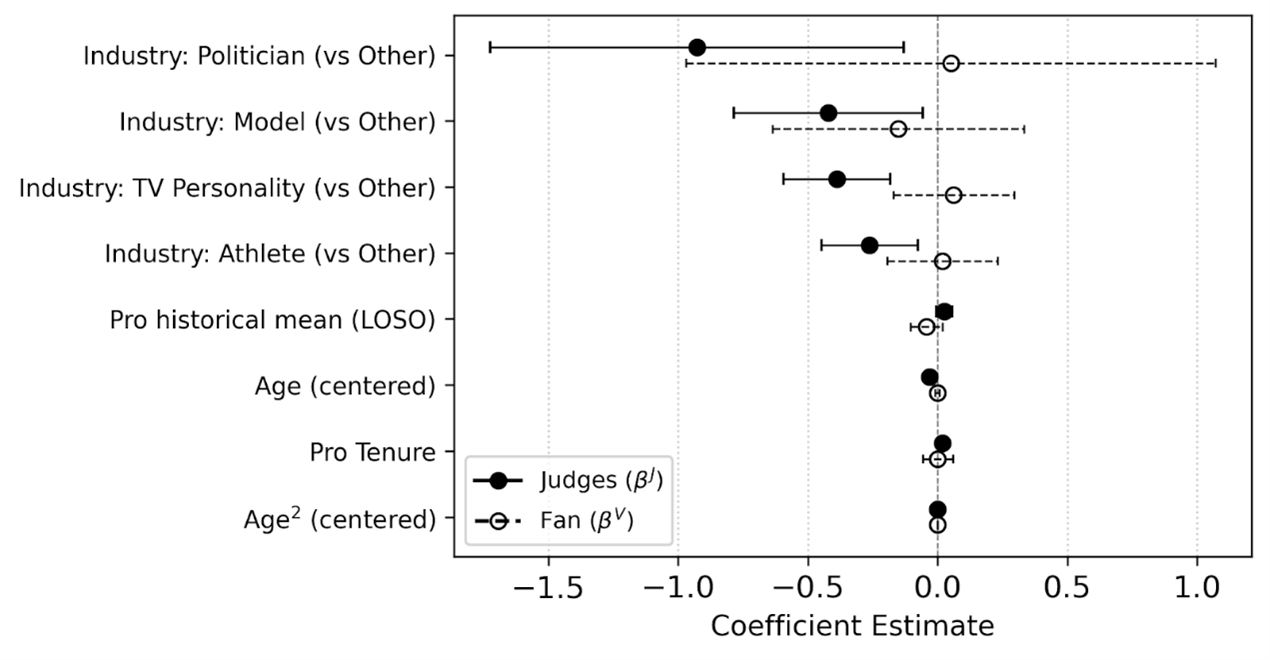 Industry: Politician (vs Other)
Industry: Model (vs Other)
Industry: TV Personality (vs Other)
Industry: Athlete (vs Other)
Pro historical mean (LOSO)
Age (centered)
Pro Tenure
Age² (centered)
Judges (βᴶ)
Fan (βⱽ)
−1.5 −1.0 −0.5 0.0 0.5 1.0
Coefficient Estimate